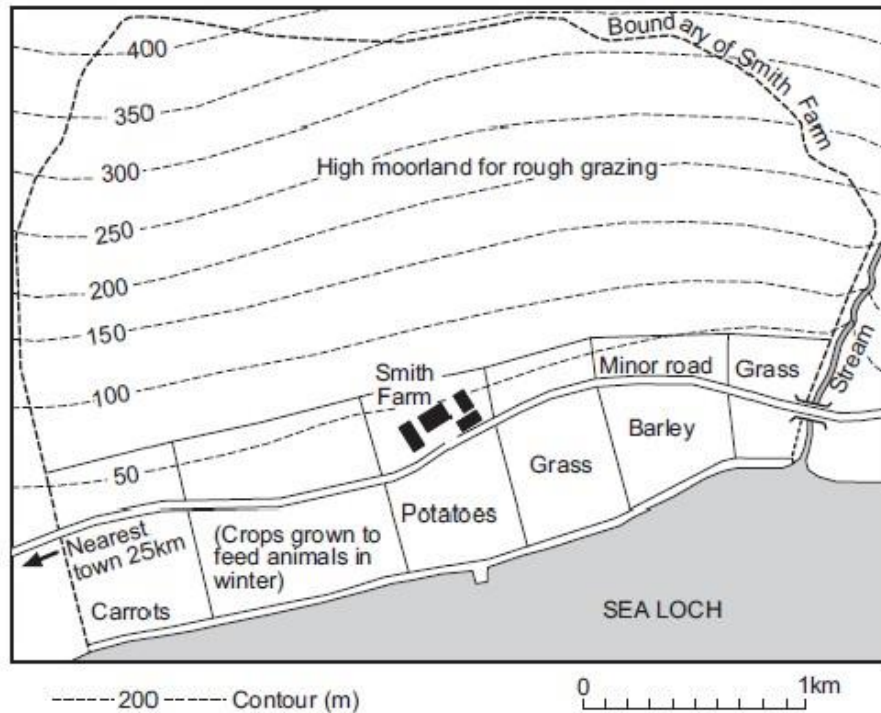 Boundary of Smith Farm
400
350
300
High moorland for rough grazing
250
200
150
100
50
Smith
Farm
Minor road
Grass
Stream
Barley
Grass
Potatoes
(Crops grown to
feed animals in
winter)
Nearest
town 25km
Carrots
SEA LOCH
200
Contour (m)
0
1km